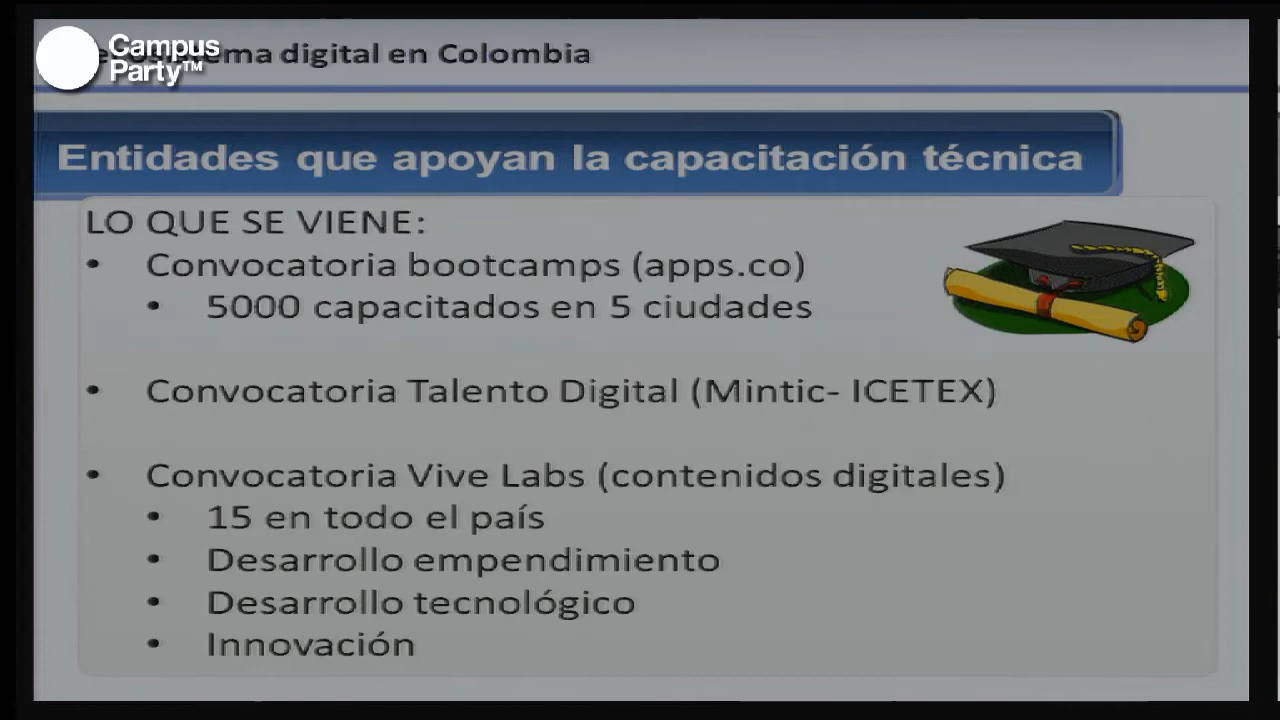 Campus
Party™
digital en Colombia
Entidades que apoyan la capacitación técnica
LO QUE SE VIENE:
• Convocatoria bootcamps (apps.co)
• 5000 capacitados en 5 ciudades
• Convocatoria Talento Digital (Mintic- ICETEX)
• Convocatoria Vive Labs (contenidos digitales)
• 15 en todo el país
• Desarrollo empendimiento
• Desarrollo tecnológico
• Innovación